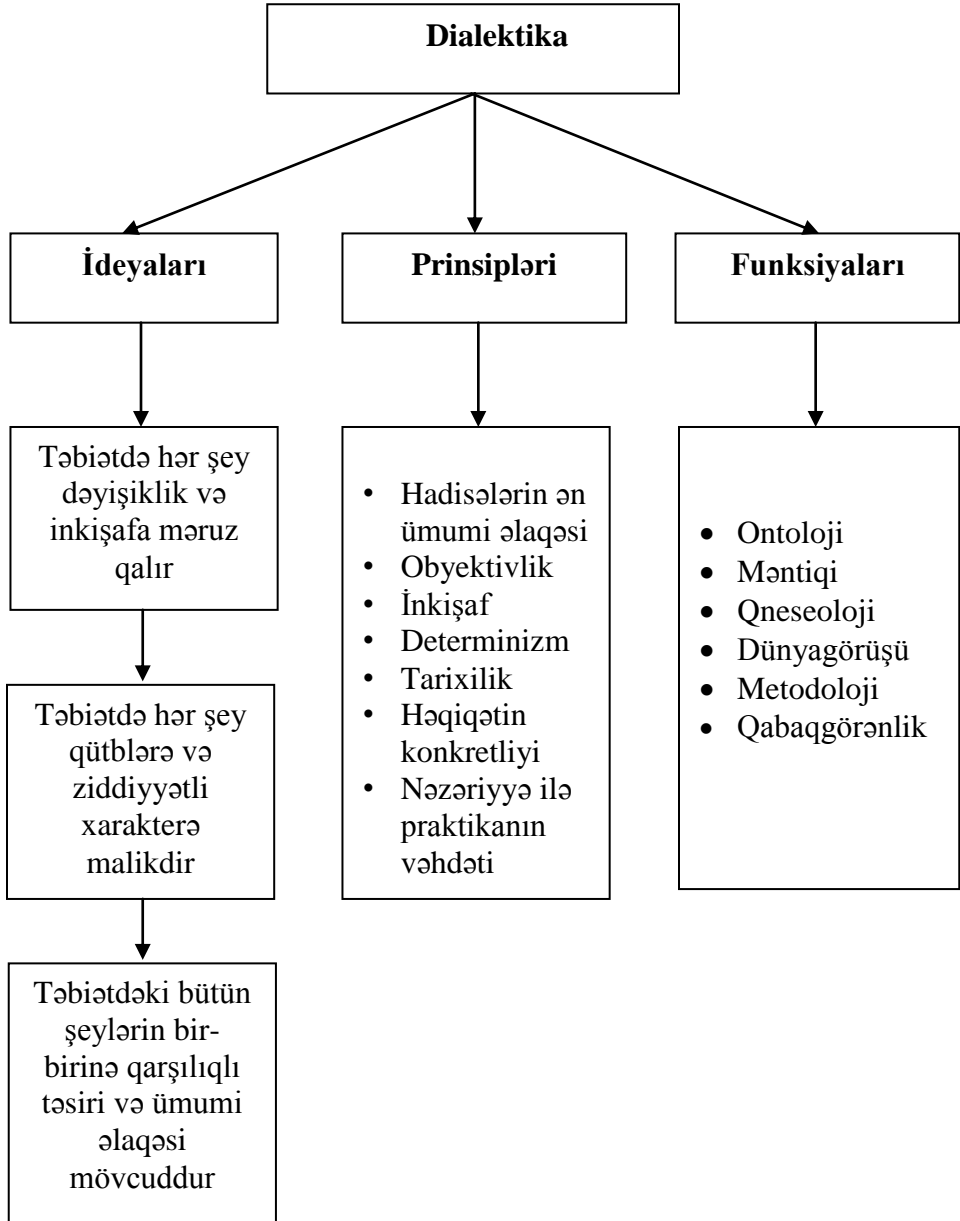 Dialektika
İdeyaları
Prinsipləri
Funksiyaları
Təbiətdə hər şey
dəyişiklik və
inkişafa məruz
qalır
Təbiətdə hər şey
qütblərə və
ziddiyyətli
xarakterə
malikdir
Təbiətdəki bütün
şeylərin bir-
birinə qarşılıqlı
təsiri və ümumi
əlaqəsi
mövcuddur
• Hadisələrin ən
ümumi əlaqəsi
• Obyektivlik
• İnkişaf
• Determinizm
• Tarixilik
• Həqiqətin
konkretliyi
• Nəzəriyyə ilə
praktikanın
vəhdəti
• Ontoloji
• Məntiqi
• Qneseoloji
• Dünyagörüşü
• Metodoloji
• Qabaqgörənlik